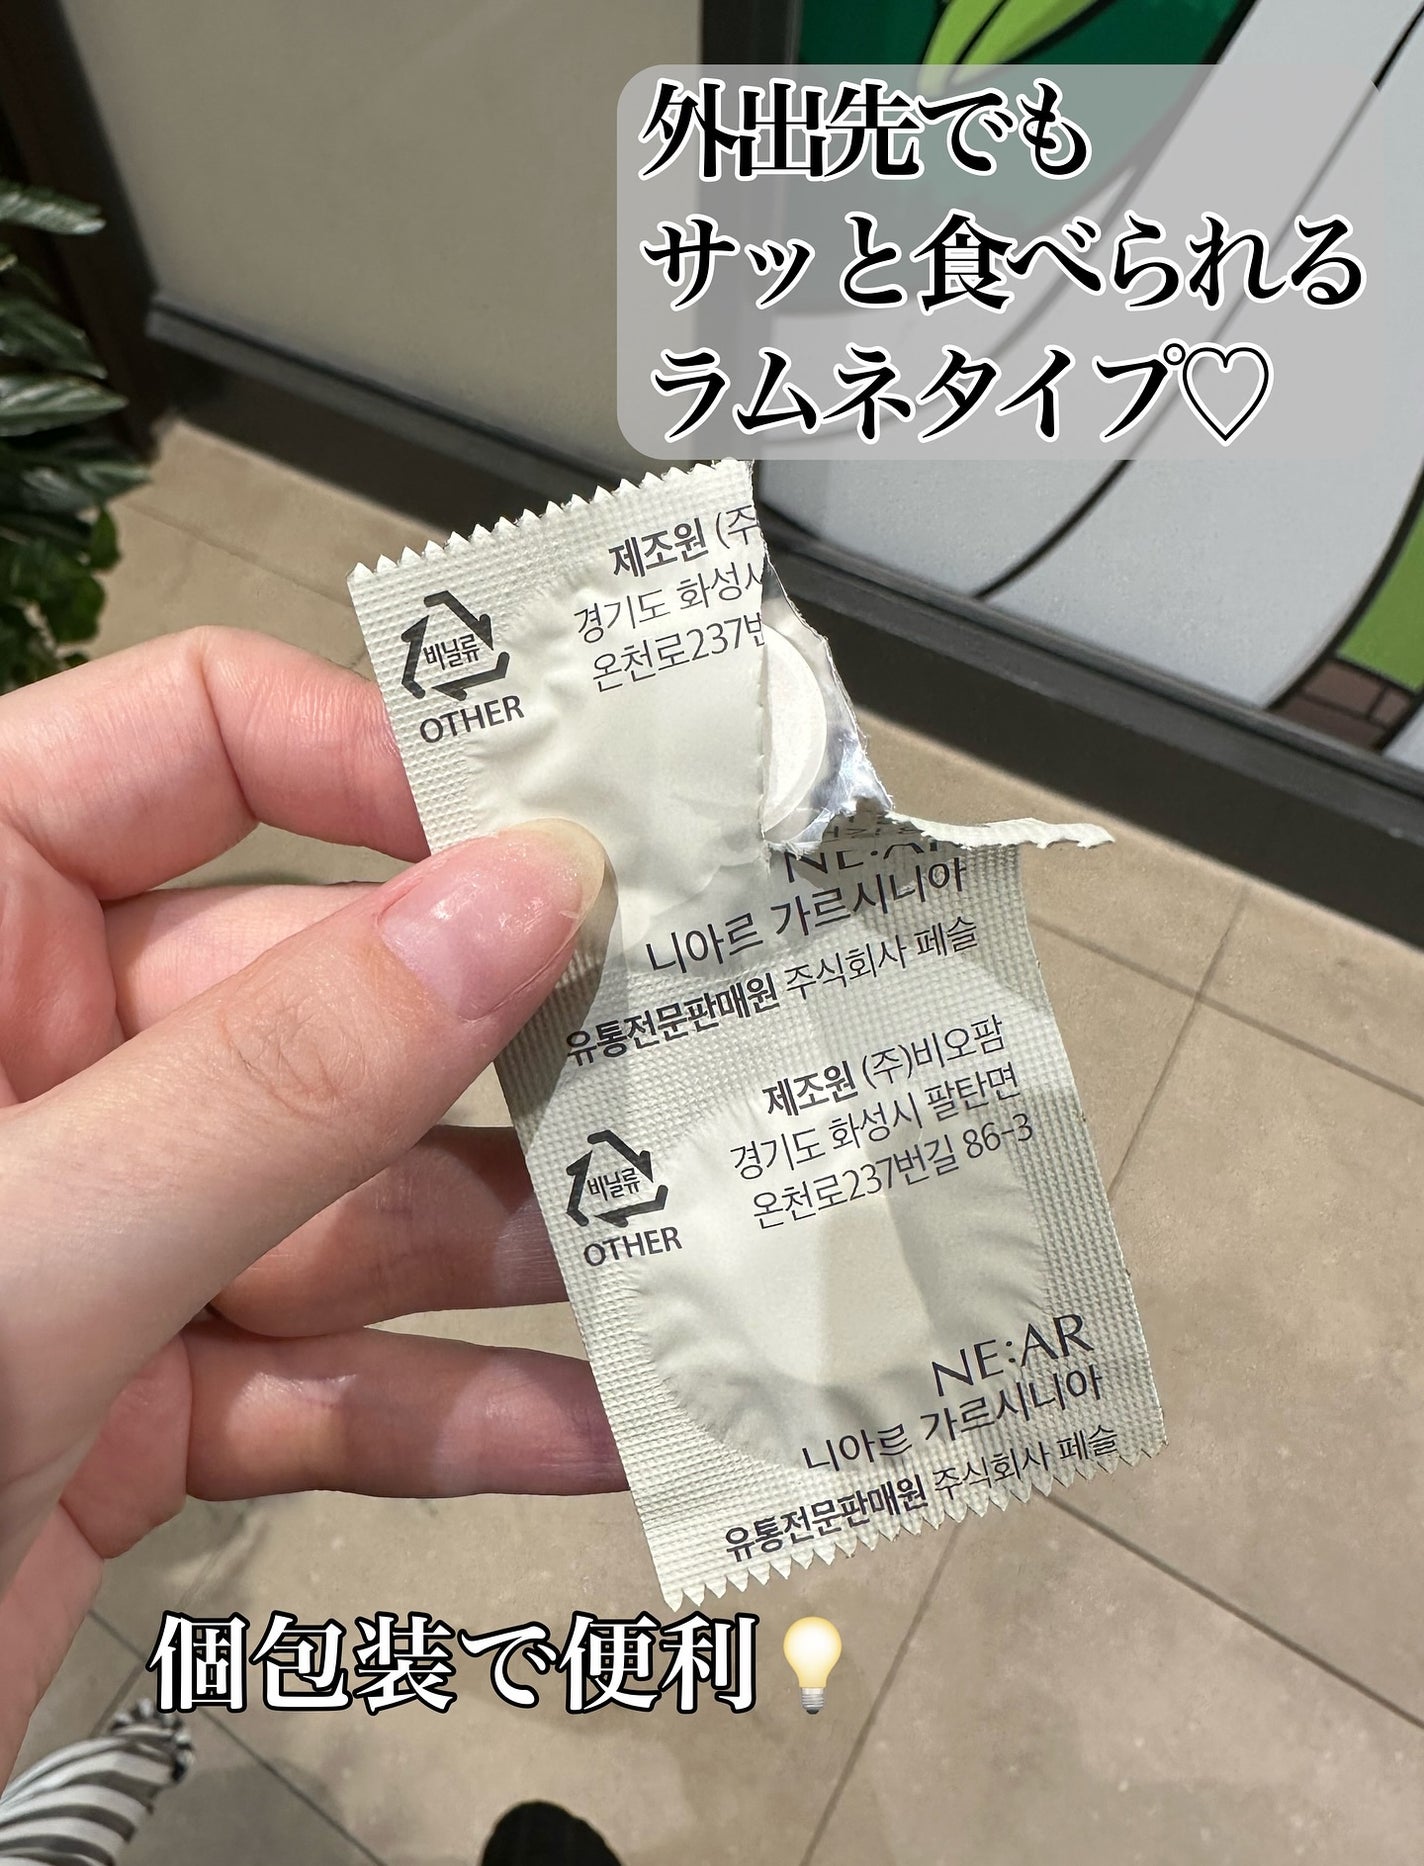 外出先でも
サッと食べられる
ラムネタイプ♡
제조원 (주
경기도 화성시
온천로237번
비닐류
OTHER
NE:AR
니아르 가르시니아
유통전문판매원 주식회사 페슬
제조원 (주)비오팜
경기도 화성시 팔탄면
온천로237번길 86-3
비닐류
OTHER
NE:AR
니아르 가르시니아
유통전문판매원 주식회사 페슬
個包装で便利💡